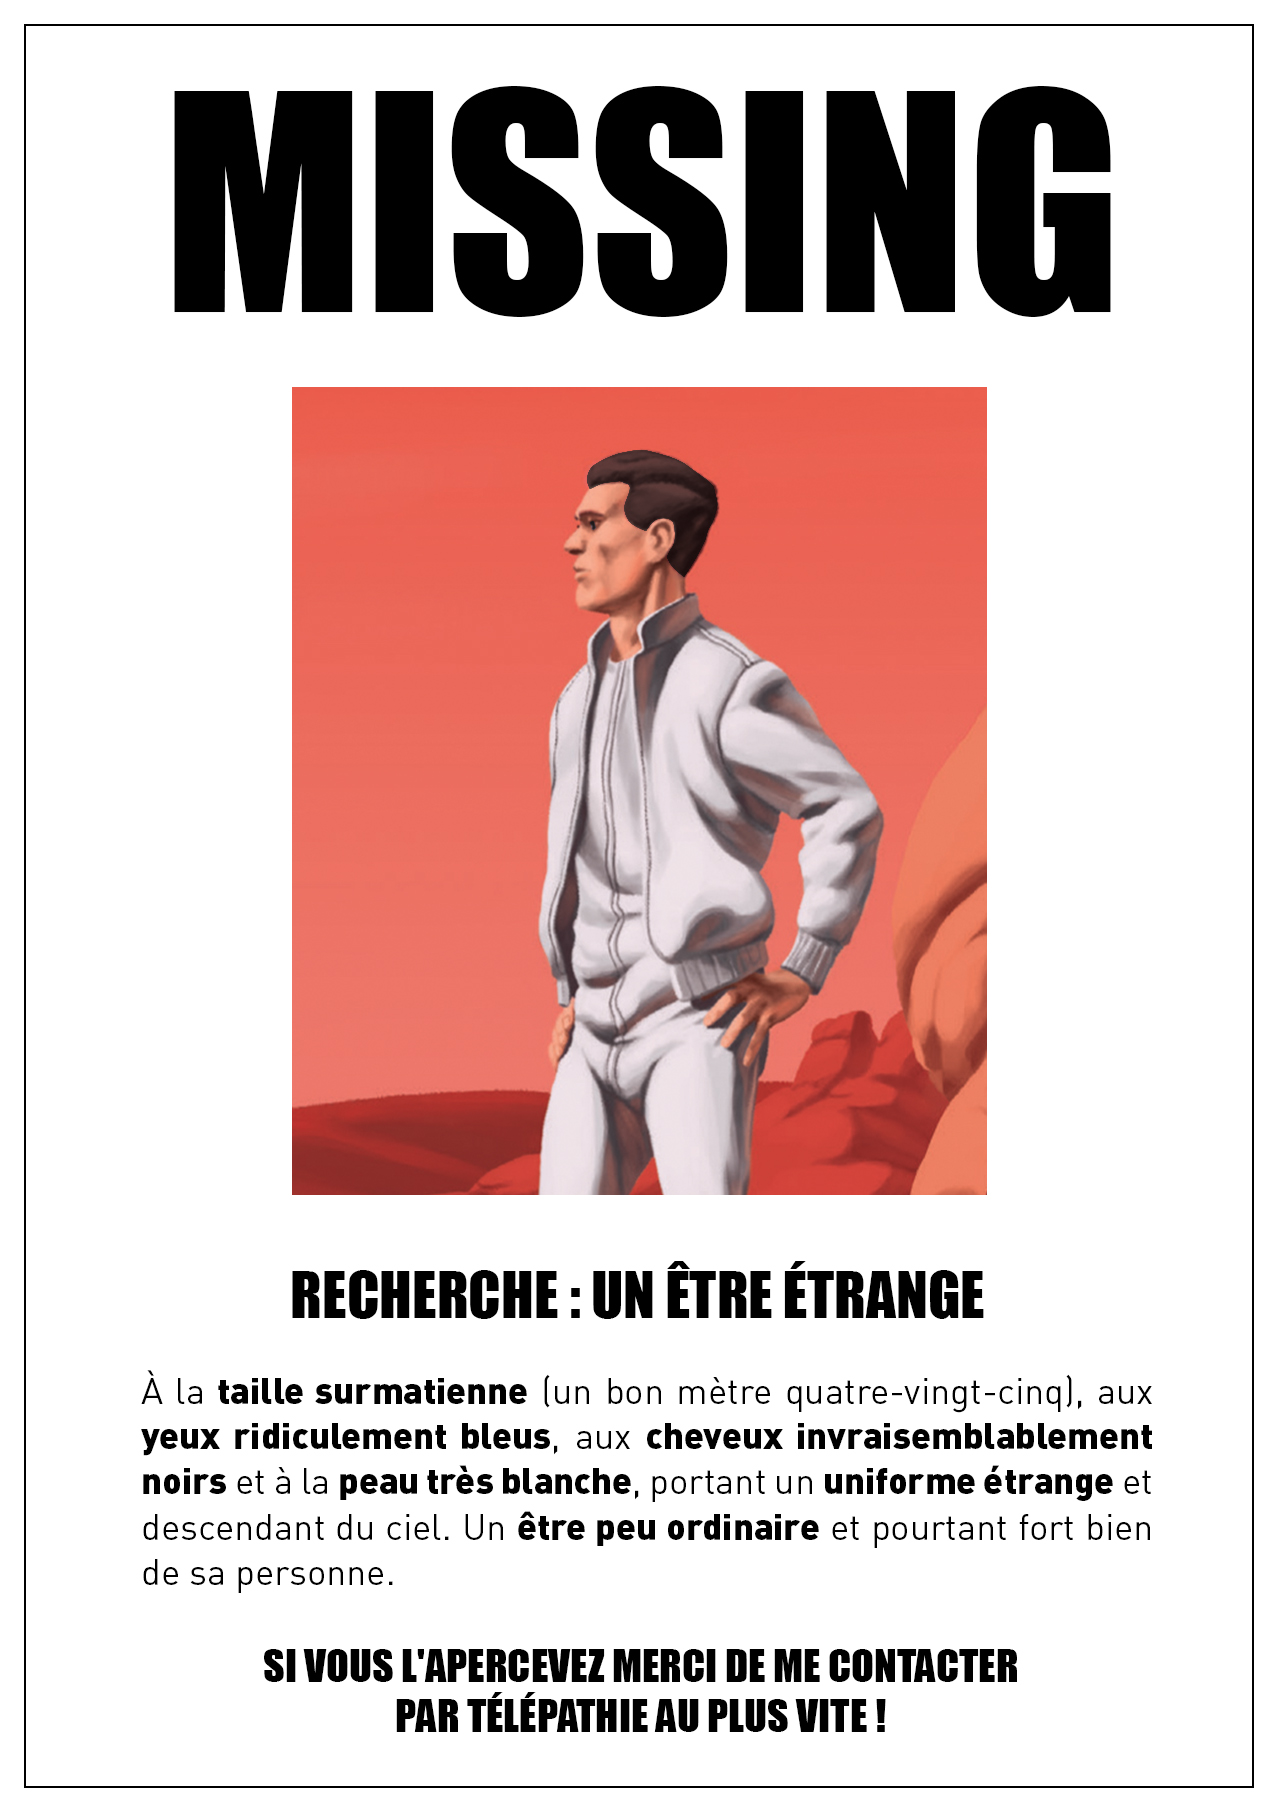 MISSING
RECHERCHE : UN ÊTRE ÉTRANGE
À la taille surmatienne (un bon mètre quatre-vingt-cinq), aux
yeux ridiculement bleus, aux cheveux invraisemblablement
noirs et à la peau très blanche, portant un uniforme étrange et
descendant du ciel. Un être peu ordinaire et pourtant fort bien
de sa personne.
SI VOUS L'APERCEVEZ MERCI DE ME CONTACTER
PAR TÉLÉPATHIE AU PLUS VITE !